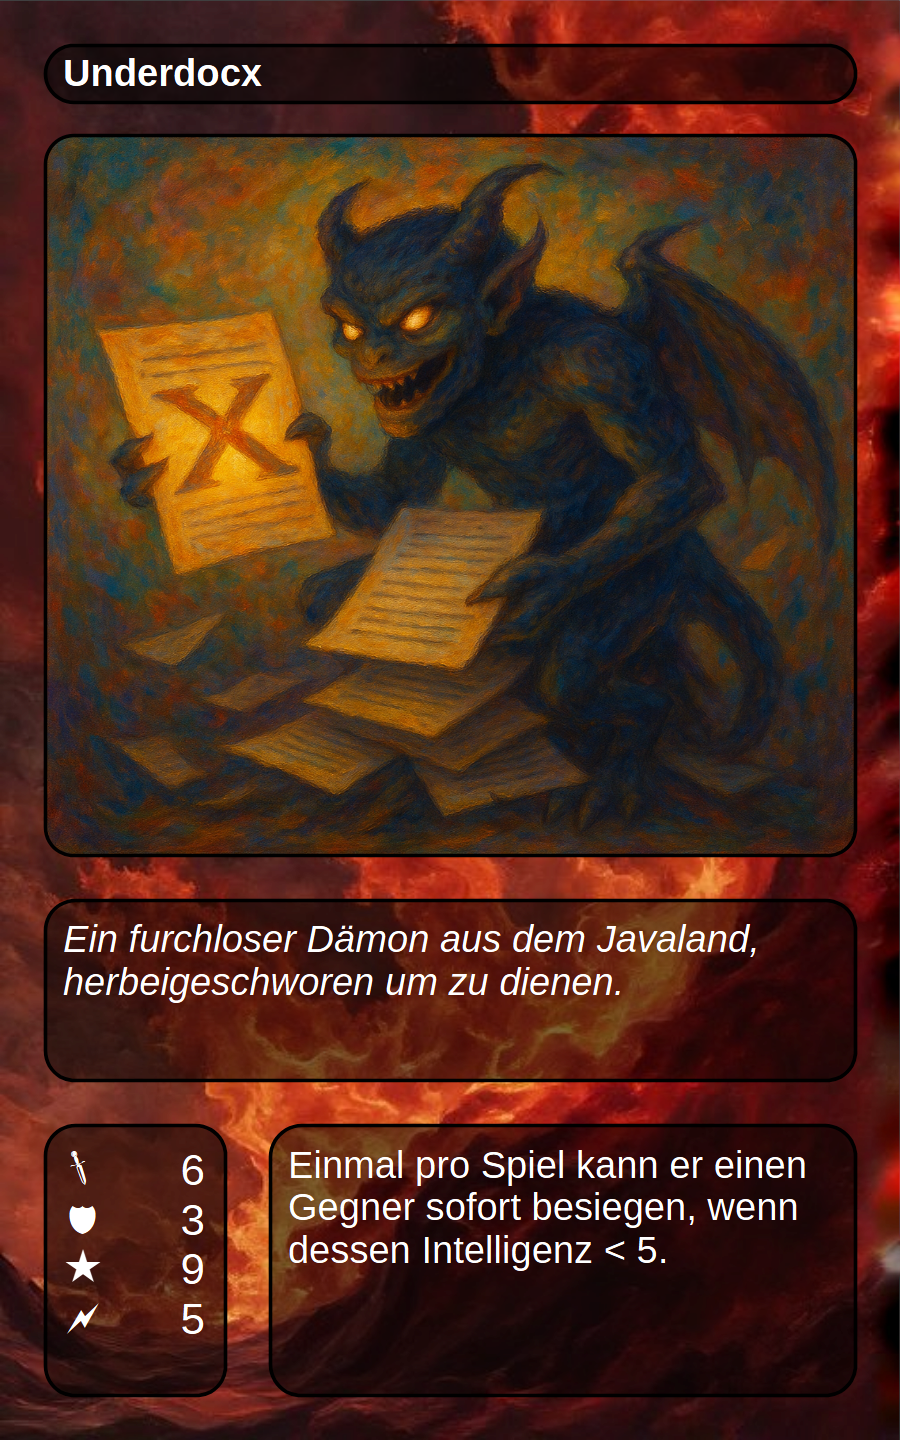 Underdocx
X
Ein furchloser Dämon aus dem Javaland,
herbeigeschworen um zu dienen.
6
3
9
5
Einmal pro Spiel kann er einen
Gegner sofort besiegen, wenn
dessen Intelligenz < 5.